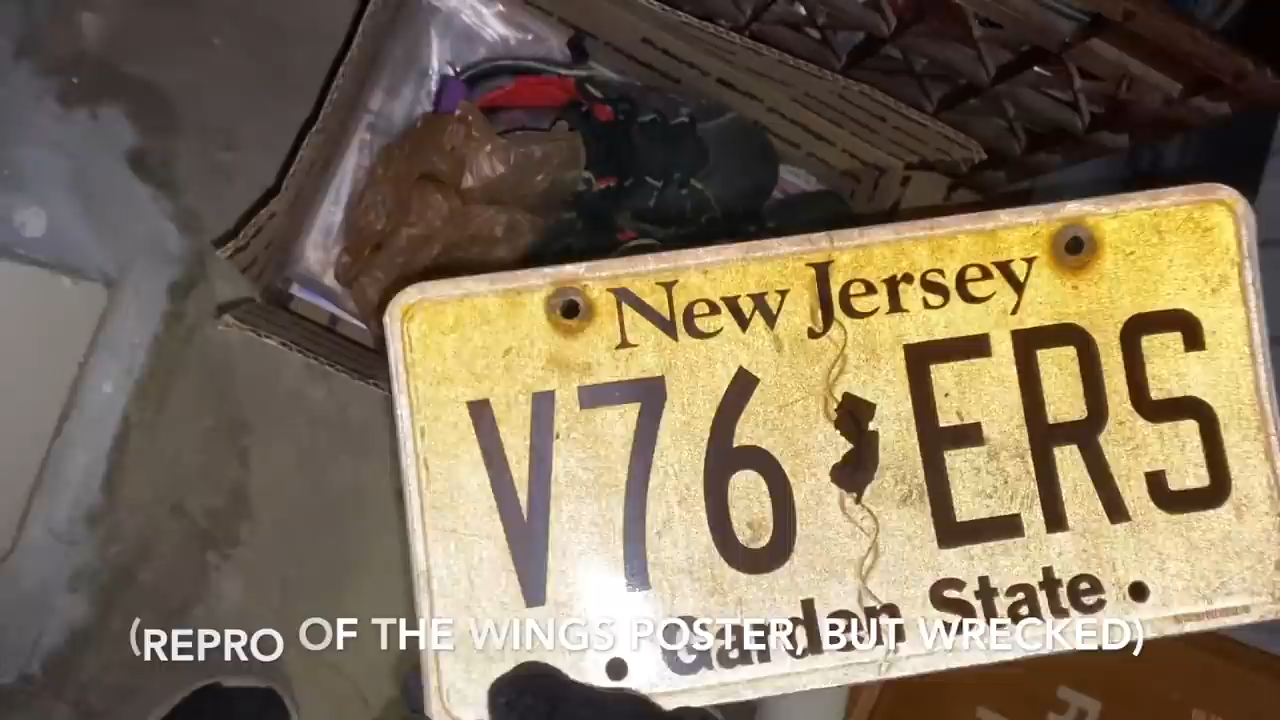 New Jersey
V76 ERS
Garden State
(REPRO OF THE WINGS POSTER, BUT WRECKED)